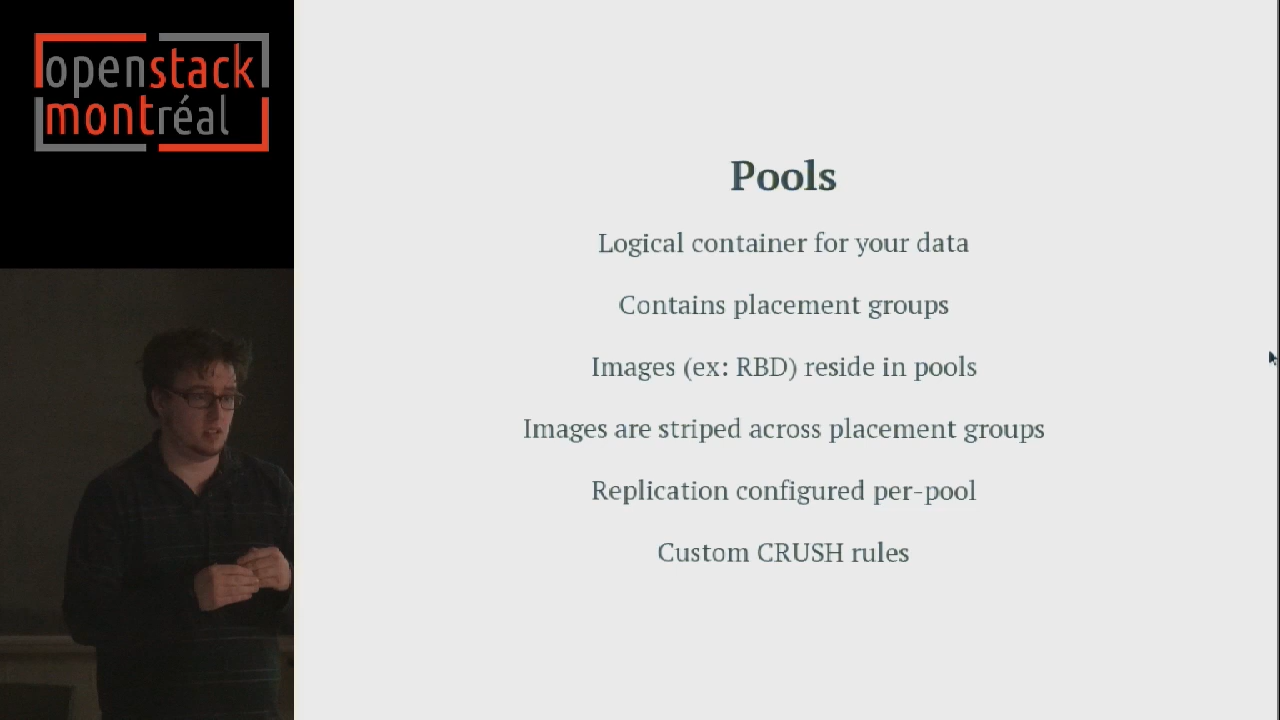 openstack
montréal
Pools
Logical container for your data
Contains placement groups
Images (ex: RBD) reside in pools
Images are striped across placement groups
Replication configured per-pool
Custom CRUSH rules